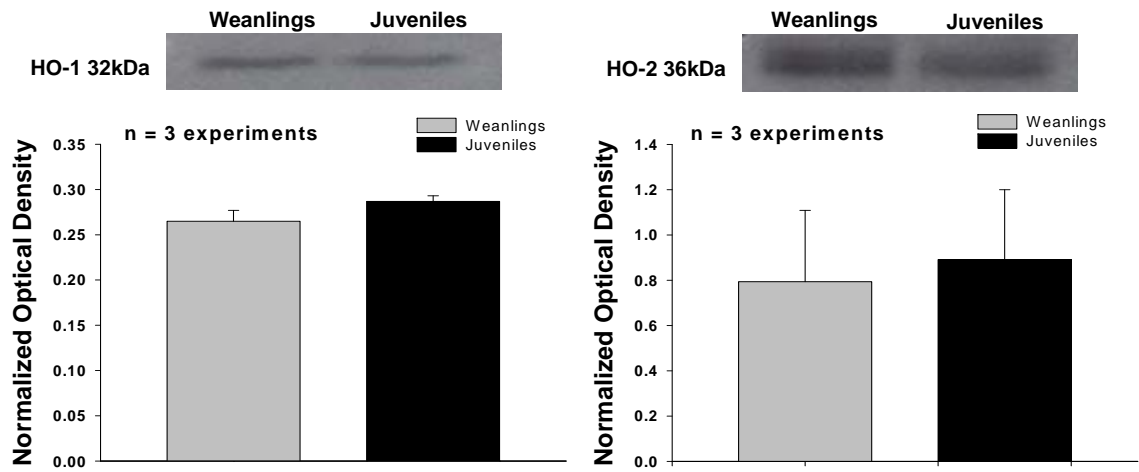 Weanlings Juveniles
HO-1 32kDa
n = 3 experiments
Weanlings
Juveniles
Normalized Optical Density
0.35
0.30
0.25
0.20
0.15
0.10
0.05
0.00
Weanlings Juveniles
HO-2 36kDa
n = 3 experiments
Weanlings
Juveniles
Normalized Optical Density
1.4
1.2
1.0
0.8
0.6
0.4
0.2
0.0